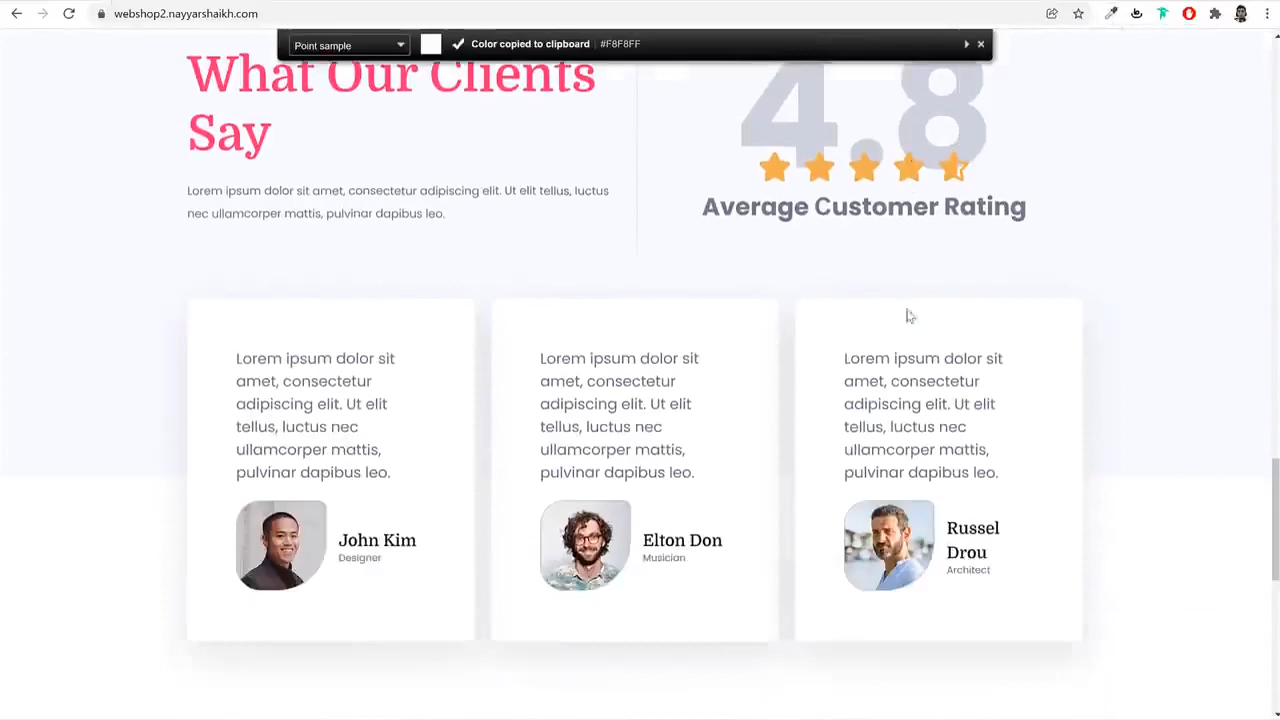 webshop2.nayyarshaikh.com
Point sample
Color copied to clipboard | #F8F8FF
What Our Clients
Say
Lorem ipsum dolor sit amet, consectetur adipiscing elit. Ut elit tellus, luctus
nec ullamcorper mattis, pulvinar dapibus leo.
4.8
Average Customer Rating
Lorem ipsum dolor sit
amet, consectetur
adipiscing elit. Ut elit
tellus, luctus nec
ullamcorper mattis,
pulvinar dapibus leo.
John Kim
Designer
Lorem ipsum dolor sit
amet, consectetur
adipiscing elit. Ut elit
tellus, luctus nec
ullamcorper mattis,
pulvinar dapibus leo.
Elton Don
Musician
Lorem ipsum dolor sit
amet, consectetur
adipiscing elit. Ut elit
tellus, luctus nec
ullamcorper mattis,
pulvinar dapibus leo.
Russel
Drou
Architect